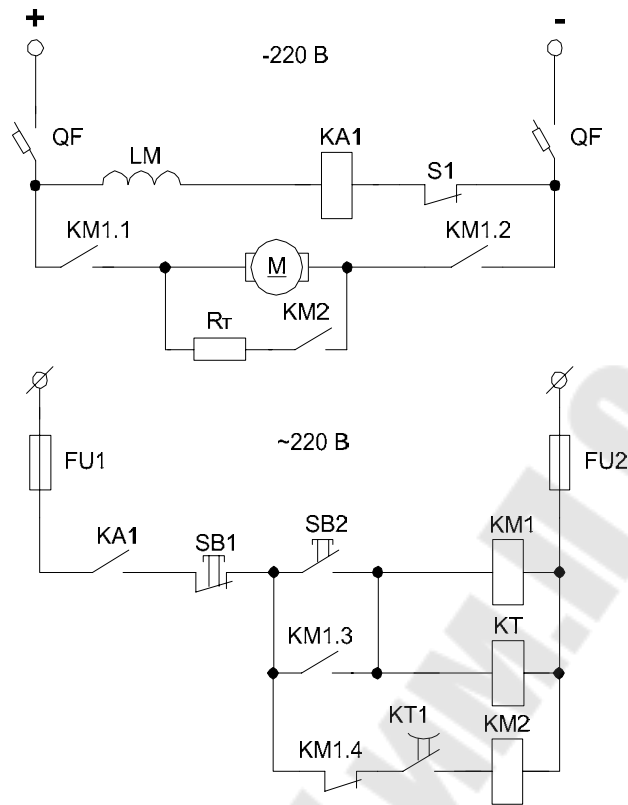 + -
-220 В
QF
QF
LM
KA1
S1
KM1.1
KM1.2
M
KM2
Rт
~220 В
FU1
FU2
KA1
SB1
SB2
KM1
KM1.3
KT
KT1
KM2
KM1.4